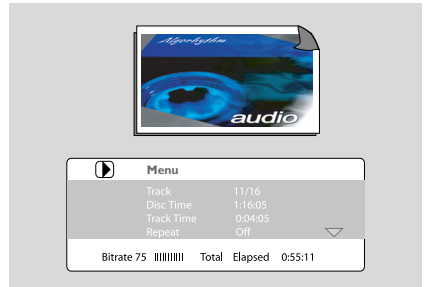 Algorhythm
audio
Menu
Track 11/16
Disc Time 1:16:05
Track Time 0:04:05
Repeat Off
Bitrate 75 Total Elapsed 0:55:11